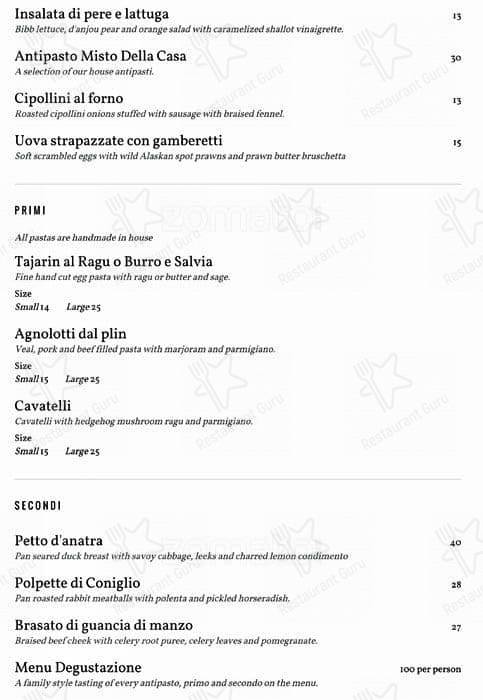 Insalata di pere e lattuga 13
Bibb lettuce, d'anjou pear and orange salad with caramelized shallot vinaigrette.
Antipasto Misto Della Casa 30
A selection of our house antipasti.
Cipollini al forno 13
Roasted cipollini onions stuffed with sausage with braised fennel.
Uova strapazzate con gamberetti 15
Soft scrambled eggs with wild Alaskan spot prawns and prawn butter bruschetta
PRIMI
All pastas are handmade in house
Tajarin al Ragu o Burro e Salvia
Fine hand cut egg pasta with ragu or butter and sage.
Size
Small 14 Large 25
Agnolotti dal plin
Veal, pork and beef filled pasta with marjoram and parmigiano.
Size
Small 15 Large 25
Cavatelli
Cavatelli with hedgehog mushroom ragu and parmigiano.
Size
Small 15 Large 25
SECONDI
Petto d'anatra 40
Pan seared duck breast with savoy cabbage, leeks and charred lemon condimento
Polpette di Coniglio 28
Pan roasted rabbit meatballs with polenta and pickled horseradish.
Brasato di guancia di manzo 27
Braised beef cheek with celery root puree, celery leaves and pomegranate.
Menu Degustazione 100 per person
A family style tasting of every antipasto, primo and secondo on the menu.
Restaurant Guru
zomato